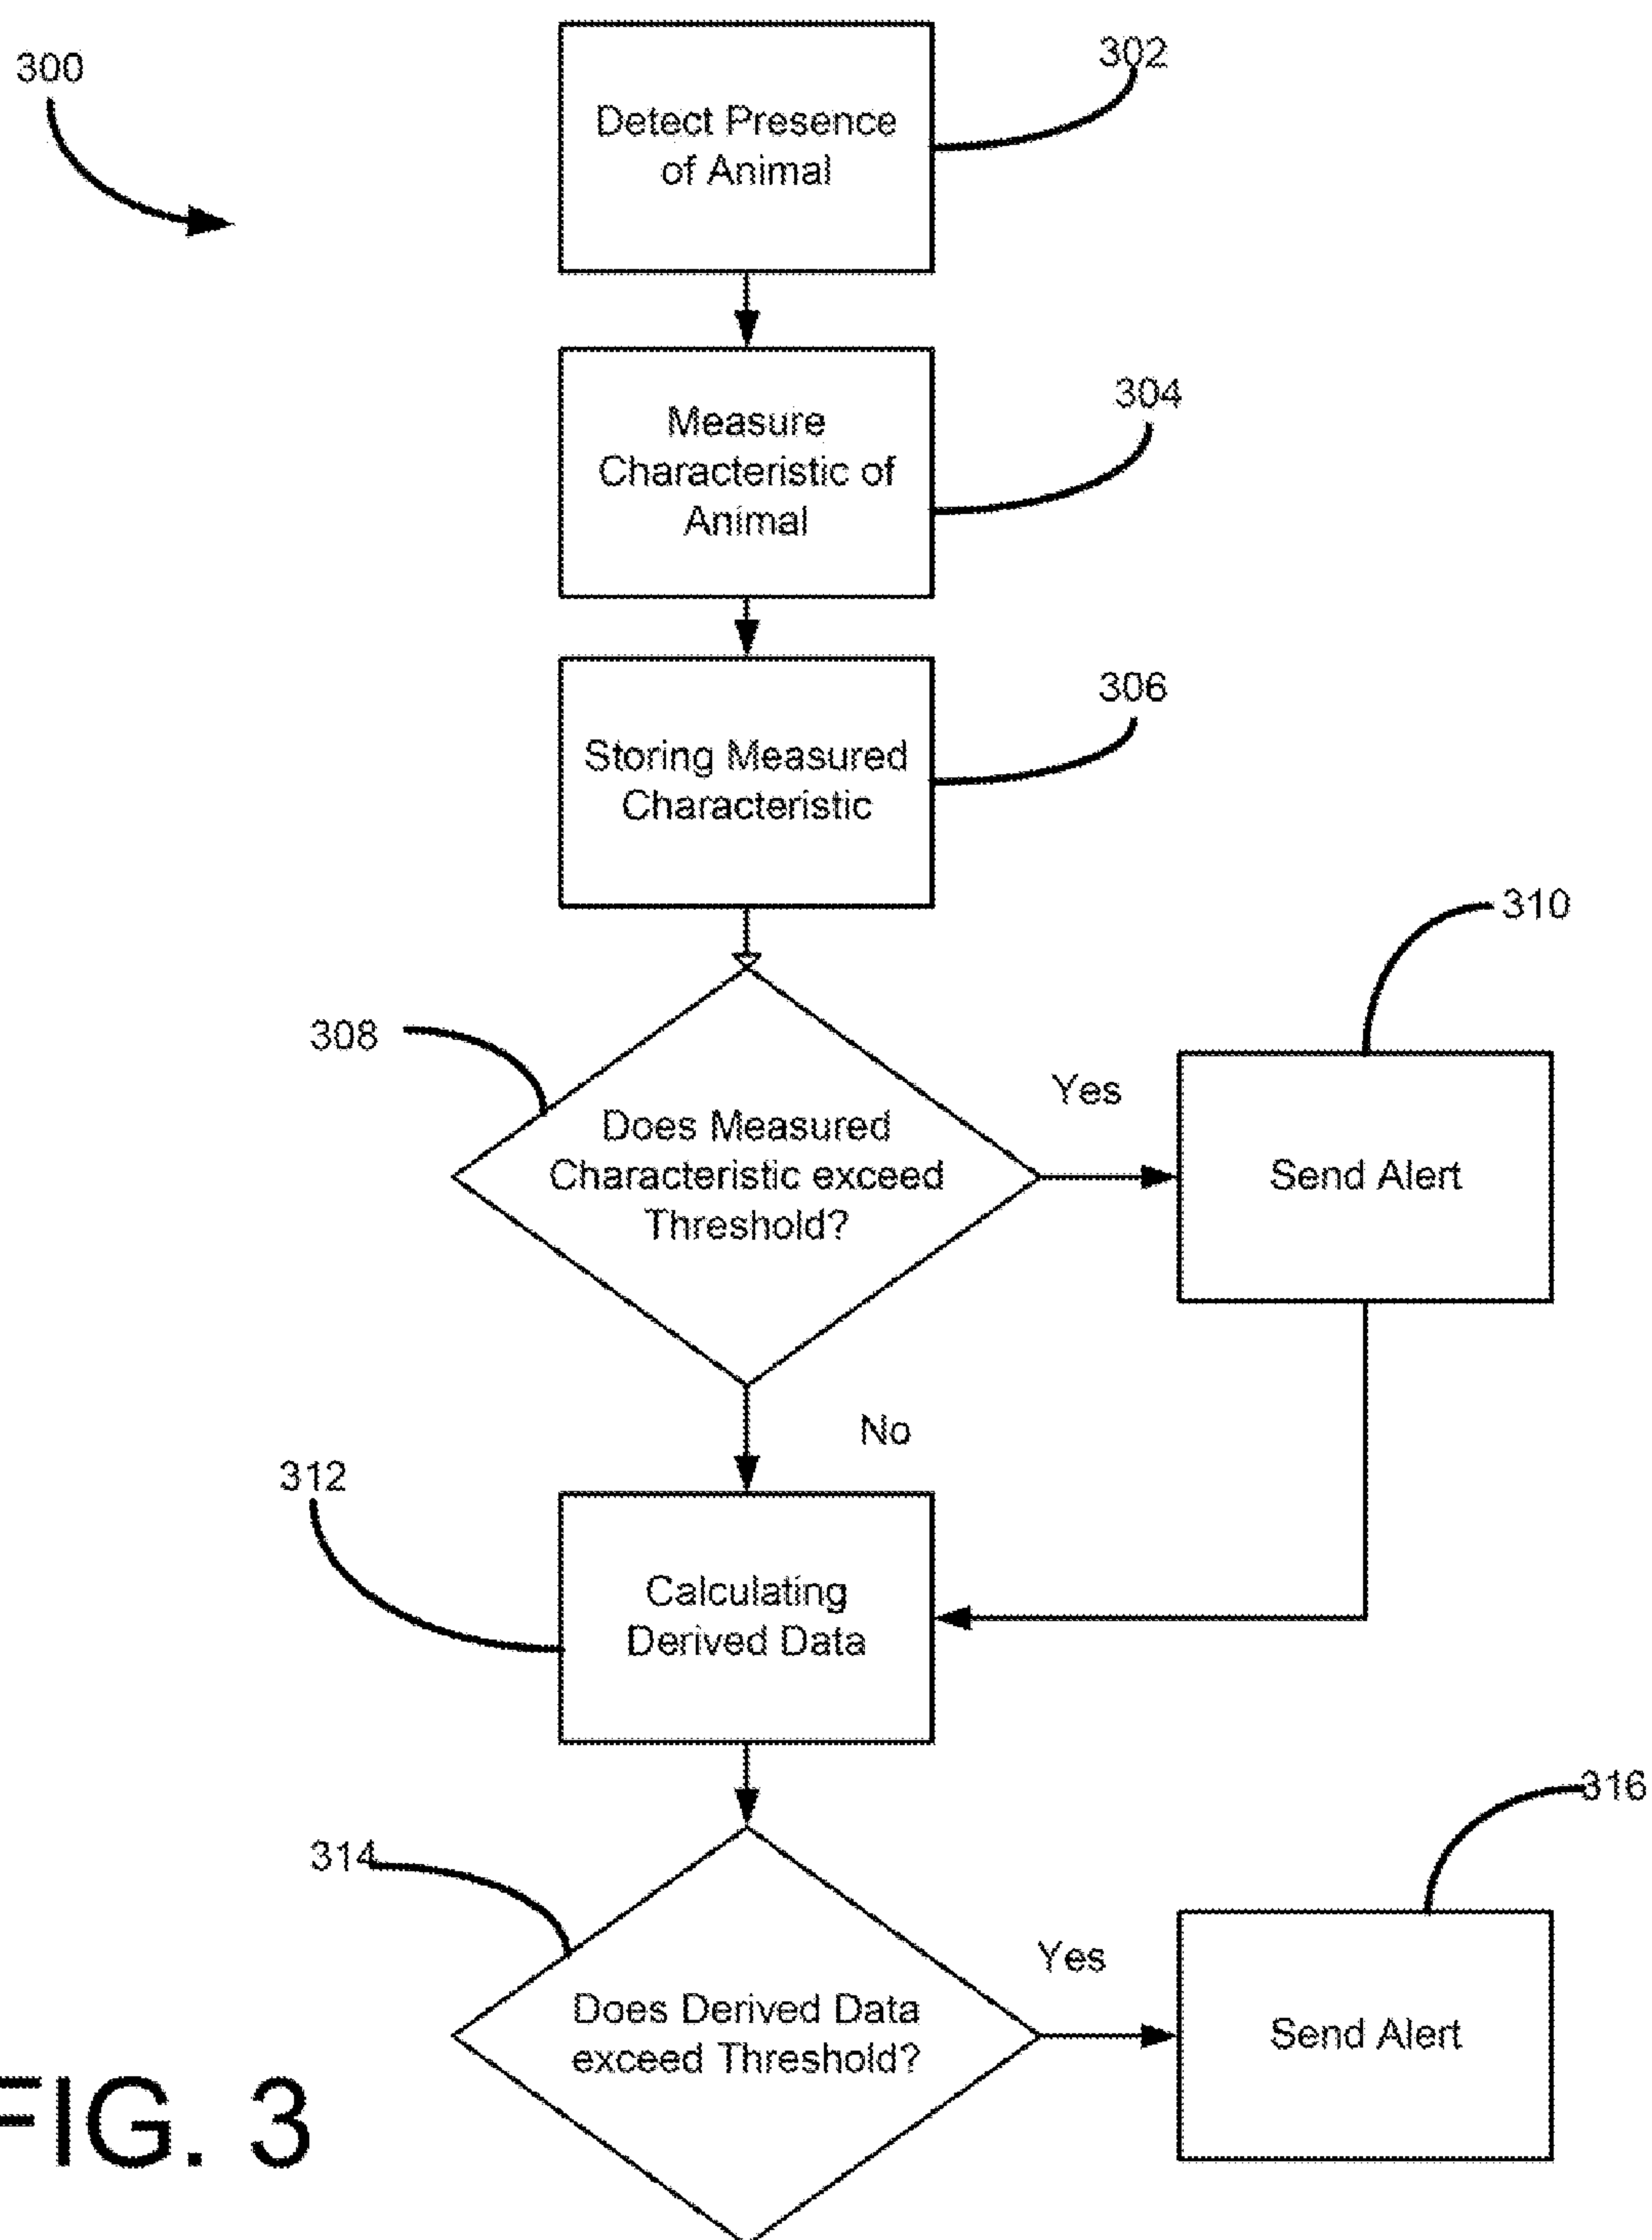 300
302
Detect Presence
of Animal
304
Measure
Characteristic of
Animal
306
Storing Measured
Characteristic
310
308
Yes
Does Measured
Characteristic exceed
Threshold?
Send Alert
No
312
Calculating
Derived Data
316
314
Yes
Does Derived Data
exceed Threshold?
Send Alert
FIG. 3